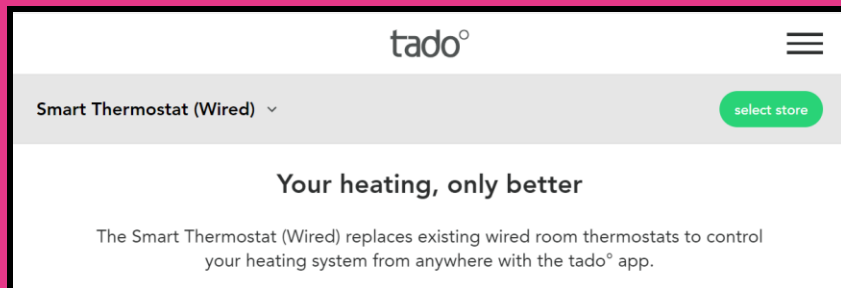 tado°
Smart Thermostat (Wired)
select store
Your heating, only better
The Smart Thermostat (Wired) replaces existing wired room thermostats to control
your heating system from anywhere with the tado° app.